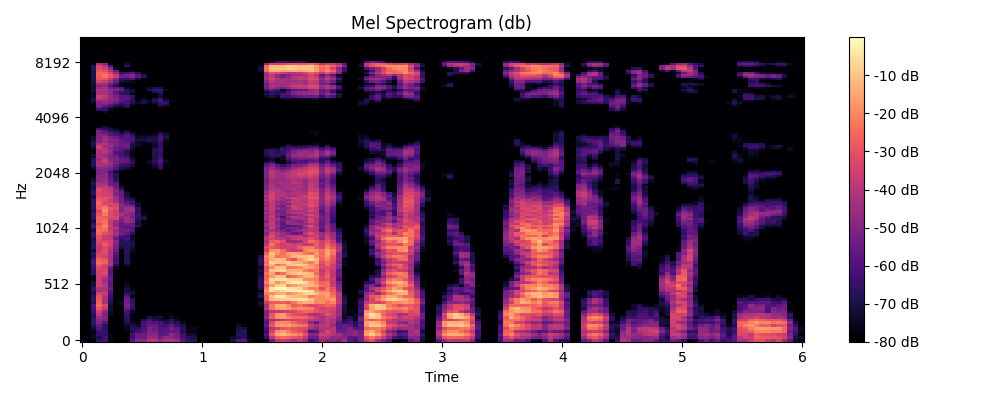 Mel Spectrogram (db)
8192
4096
2048
1024
512
0
Hz
0 1 2 3 4 5 6
Time
-10 dB
-20 dB
-30 dB
-40 dB
-50 dB
-60 dB
-70 dB
-80 dB